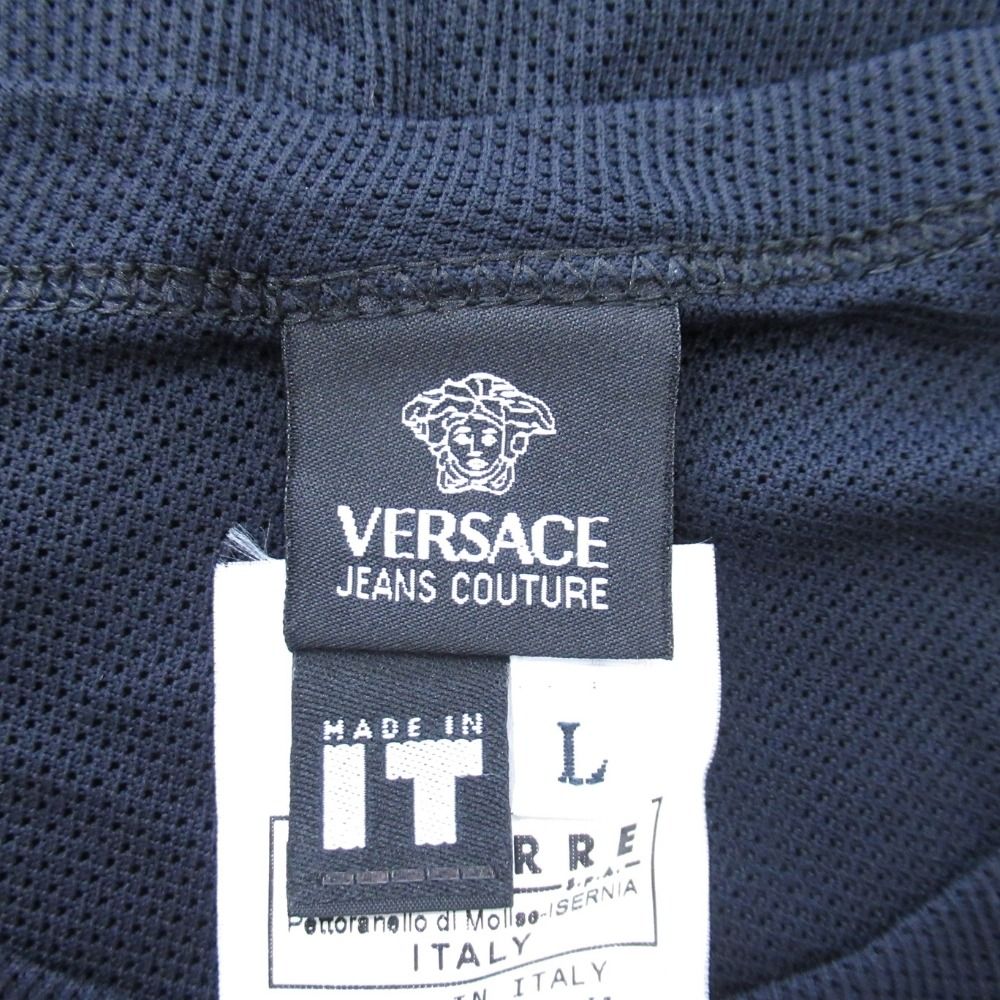 VERSACE
JEANS COUTURE
MADE IN
IT
L
RRE
S.p.A.
Pettoranello di Molise-ISERNIA
ITALY
IN ITALY